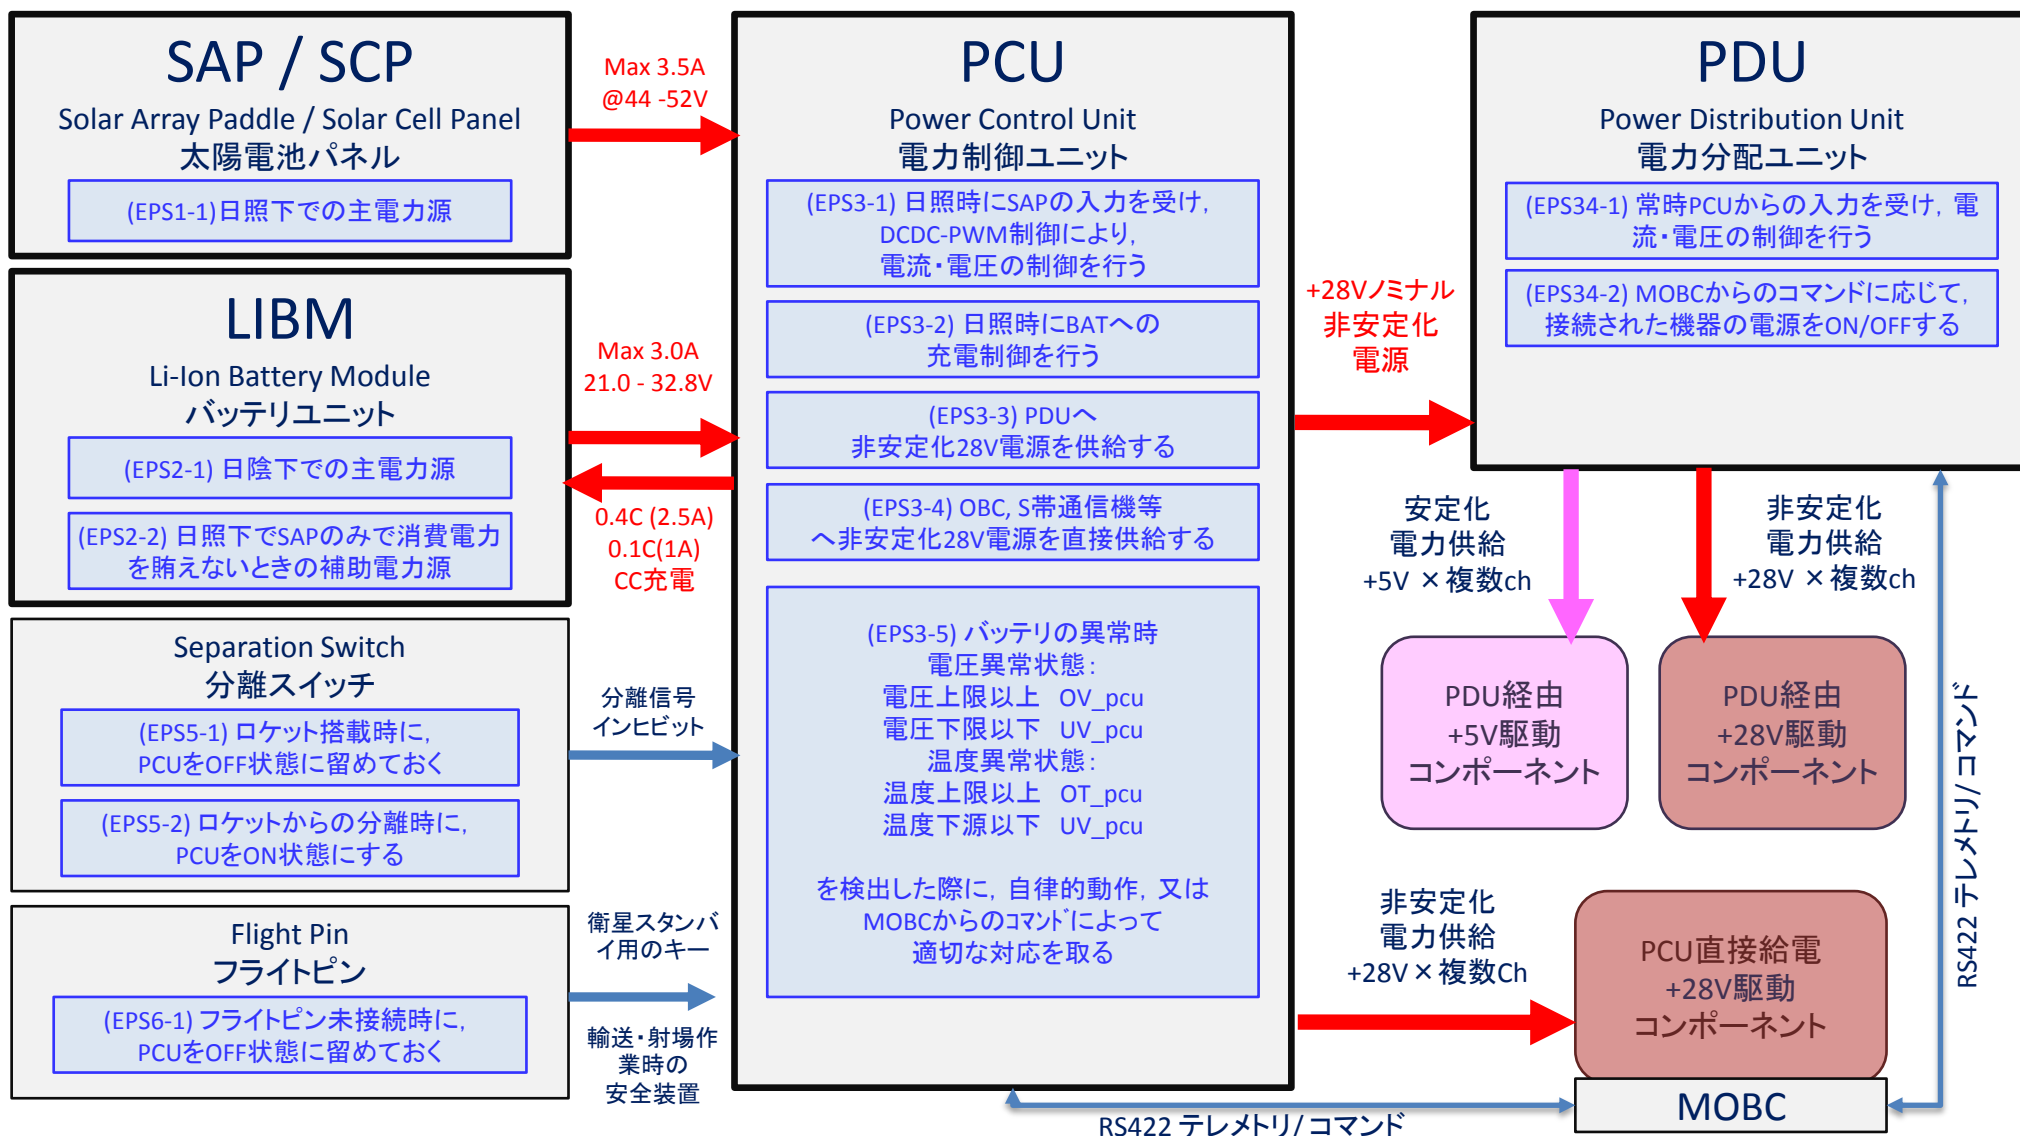 SAP / SCP
Solar Array Paddle / Solar Cell Panel
太陽電池パネル
(EPS1-1)日照下での主電力源
LIBM
Li-Ion Battery Module
バッテリユニット
(EPS2-1) 日陰下での主電力源
(EPS2-2) 日照下でSAPのみで消費電力
を賄えないときの補助電力源
Separation Switch
分離スイッチ
(EPS5-1) ロケット搭載時に,
PCUをOFF状態に留めておく
(EPS5-2) ロケットからの分離時に,
PCUをON状態にする
Flight Pin
フライトピン
(EPS6-1) フライトピン未接続時に,
PCUをOFF状態に留めておく
Max 3.5A
@44 -52V
Max 3.0A
21.0 - 32.8V
0.4C (2.5A)
0.1C(1A)
CC充電
分離信号
インヒビット
衛星スタンバ
イ用のキー
輸送・射場作
業時の
安全装置
PCU
Power Control Unit
電力制御ユニット
(EPS3-1) 日照時にSAPの入力を受け,
DCDC-PWM制御により,
電流・電圧の制御を行う
(EPS3-2) 日照時にBATへの
充電制御を行う
(EPS3-3) PDUへ
非安定化28V電源を供給する
(EPS3-4) OBC, S帯通信機等
へ非安定化28V電源を直接供給する
(EPS3-5) バッテリの異常時
電圧異常状態:
電圧上限以上 OV_pcu
電圧下限以下 UV_pcu
温度異常状態:
温度上限以上 OT_pcu
温度下源以下 UV_pcu
を検出した際に, 自律的動作, 又は
MOBCからのｺﾏﾝﾄﾞによって
適切な対応を取る
+28Vノミナル
非安定化
電源
PDU
Power Distribution Unit
電力分配ユニット
(EPS34-1) 常時PCUからの入力を受け, 電
流・電圧の制御を行う
(EPS34-2) MOBCからのコマンドに応じて,
接続された機器の電源をON/OFFする
安定化
電力供給
+5V ×複数ch
非安定化
電力供給
+28V ×複数ch
PDU経由
+5V駆動
コンポーネント
PDU経由
+28V駆動
コンポーネント
RS422 テレメトリ/ コマンド
非安定化
電力供給
+28V×複数Ch
PCU直接給電
+28V駆動
コンポーネント
MOBC
RS422 テレメトリ/ コマンド